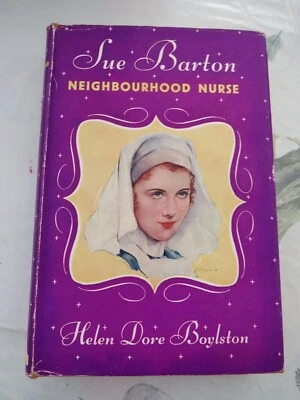 Sue Barton
NEIGHBOURHOOD NURSE
Helen Dore Boylston